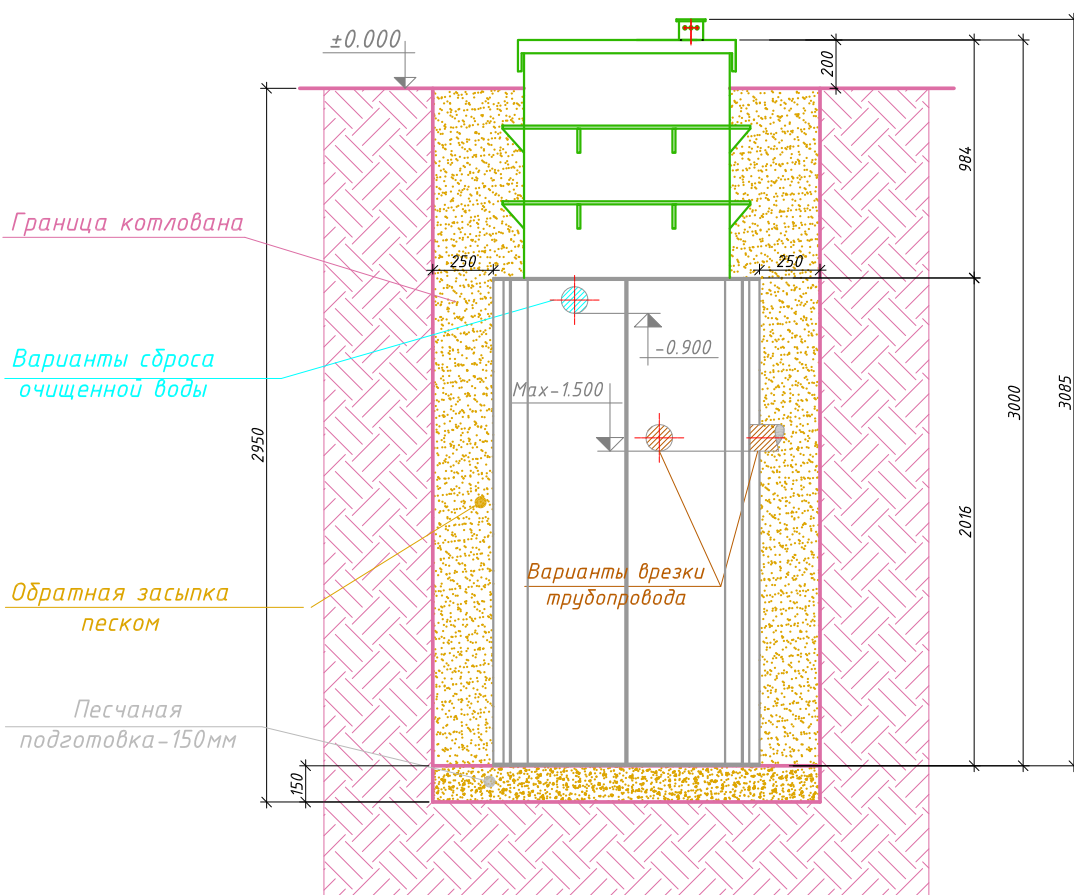 ±0.000
200
984
Граница котлована
250
250
-0.900
Варианты сброса
очищенной воды
Max-1.500
3000
3085
2950
2016
Варианты врезки
трубопровода
Обратная засыпка
песком
Песчаная
подготовка-150мм
150